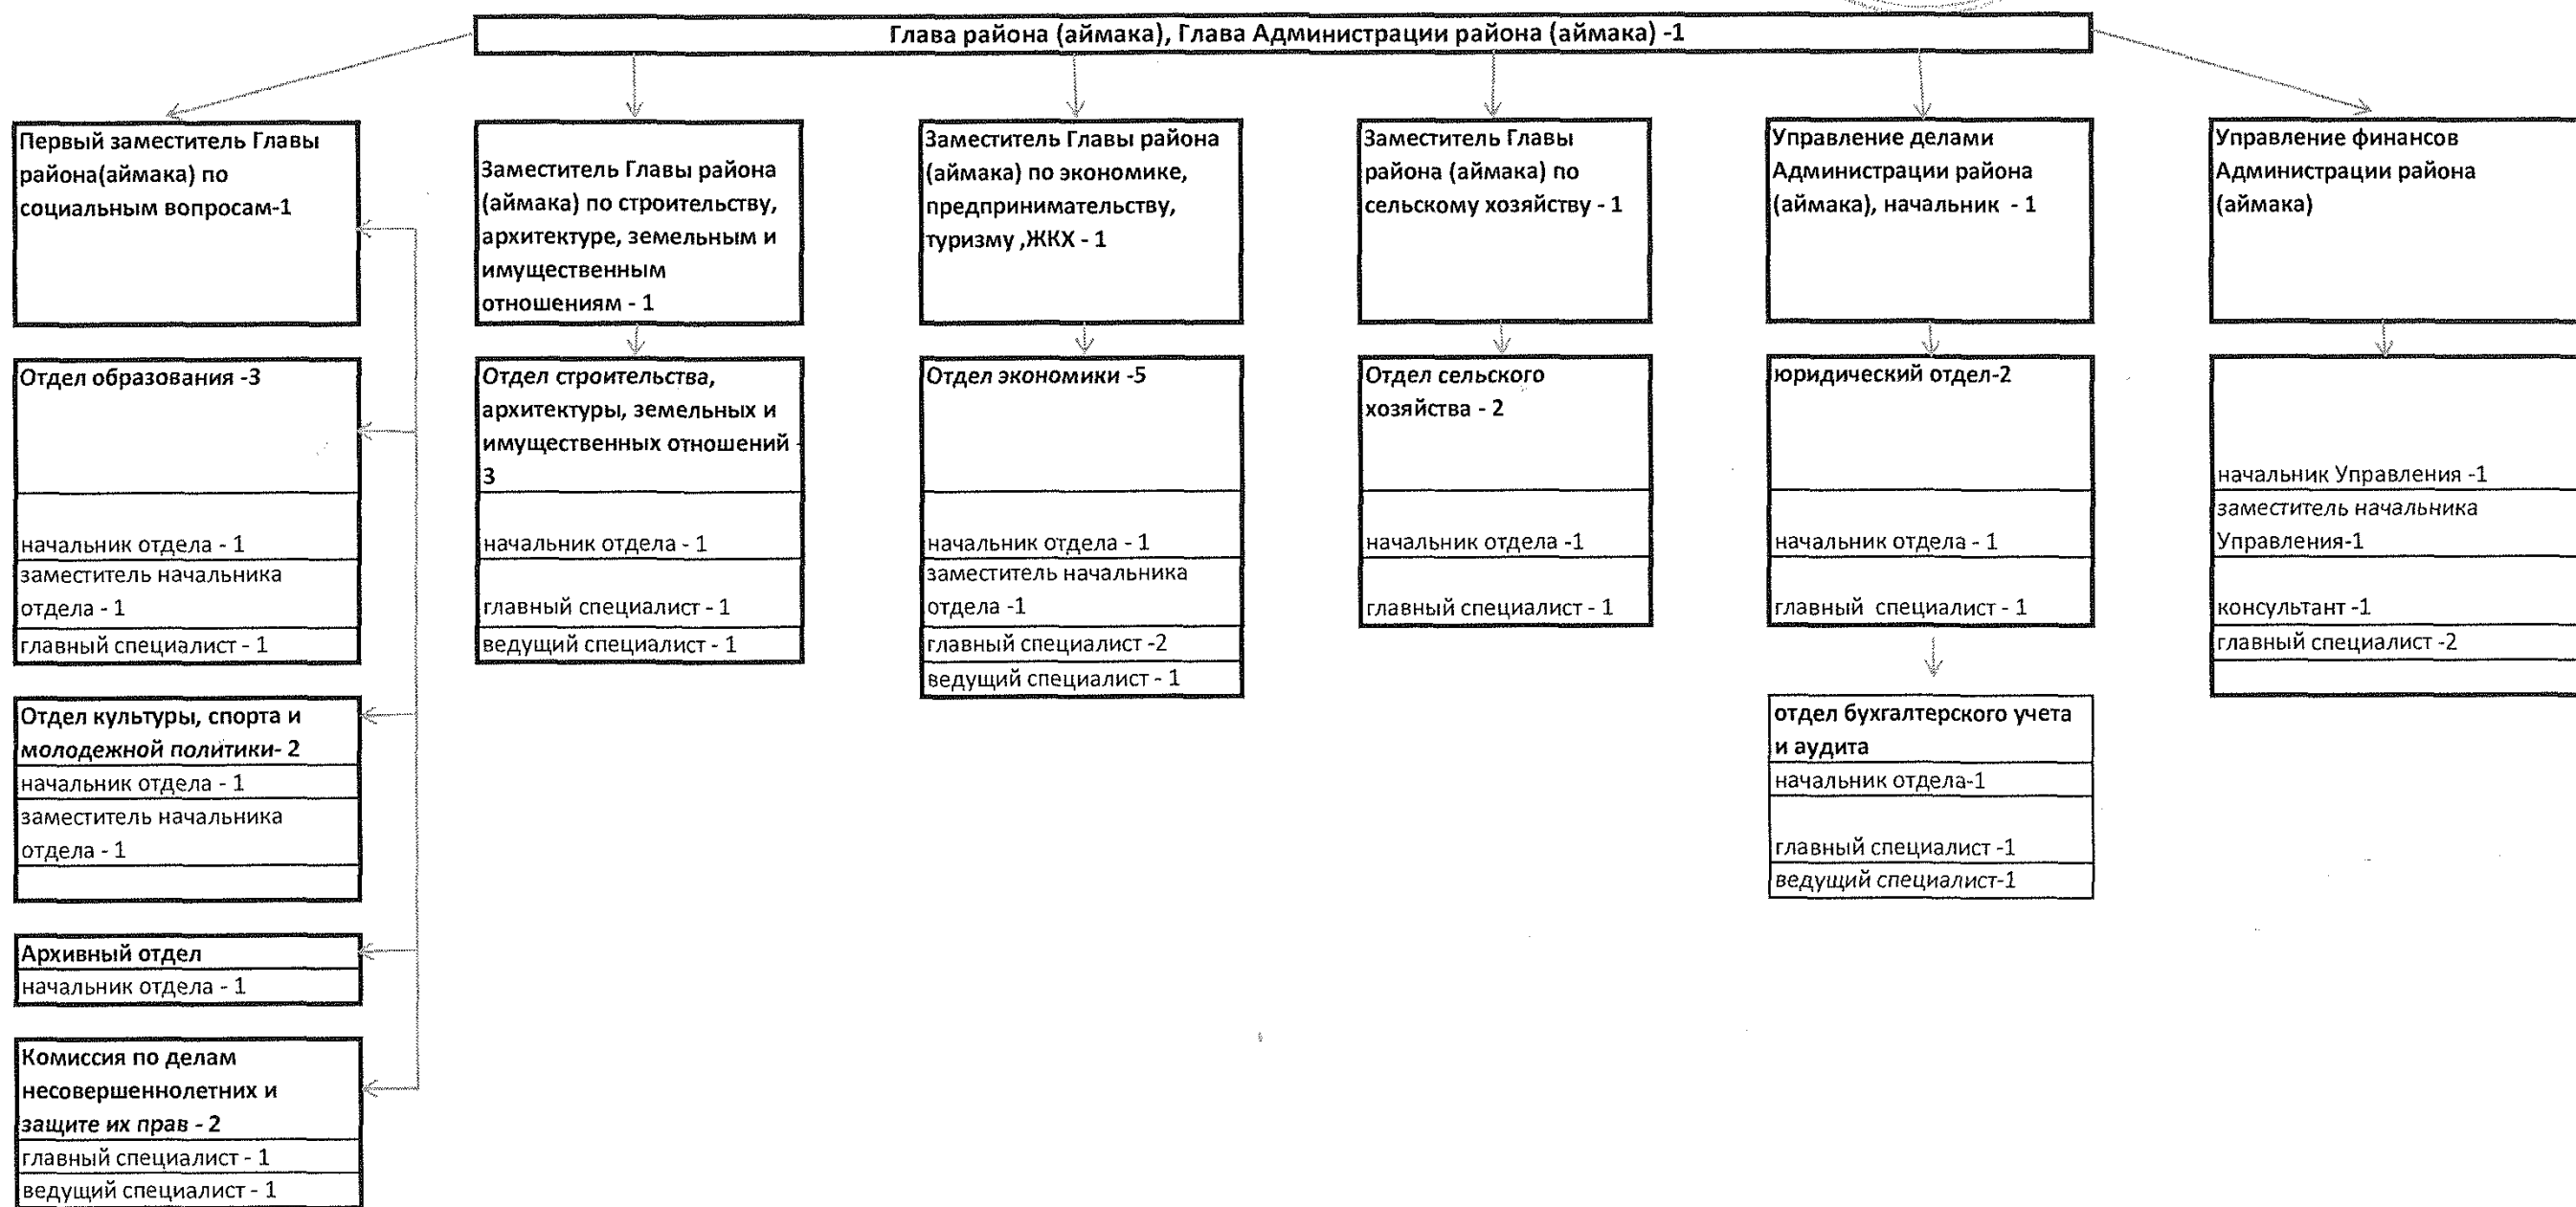 Глава района (аймака), Глава Администрации района (аймака) -1
Первый заместитель Главы
района(аймака) по
социальным вопросам-1
Заместитель Главы района
(аймака) по строительству,
архитектуре, земельным и
имущественным
отношениям - 1
Заместитель Главы района
(аймака) по экономике,
предпринимательству,
туризму ,ЖКХ - 1
Заместитель Главы
района (аймака) по
сельскому хозяйству - 1
Управление делами
Администрации района
(аймака), начальник - 1
Управление финансов
Администрации района
(аймака)
Отдел образования -3
начальник отдела - 1
заместитель начальника
отдела - 1
главный специалист - 1
Отдел строительства,
архитектуры, земельных и
имущественных отношений -
3
начальник отдела - 1
главный специалист - 1
ведущий специалист - 1
Отдел экономики -5
начальник отдела - 1
заместитель начальника
отдела -1
главный специалист -2
ведущий специалист - 1
Отдел сельского
хозяйства - 2
начальник отдела -1
главный специалист - 1
юридический отдел-2
начальник отдела - 1
главный специалист - 1
начальник Управления -1
заместитель начальника
Управления-1
консультант -1
главный специалист -2
Отдел культуры, спорта и
молодежной политики- 2
начальник отдела - 1
заместитель начальника
отдела - 1
отдел бухгалтерского учета
и аудита
начальник отдела-1
главный специалист -1
ведущий специалист-1
Архивный отдел
начальник отдела - 1
Комиссия по делам
несовершеннолетних и
защите их прав - 2
главный специалист - 1
ведущий специалист - 1